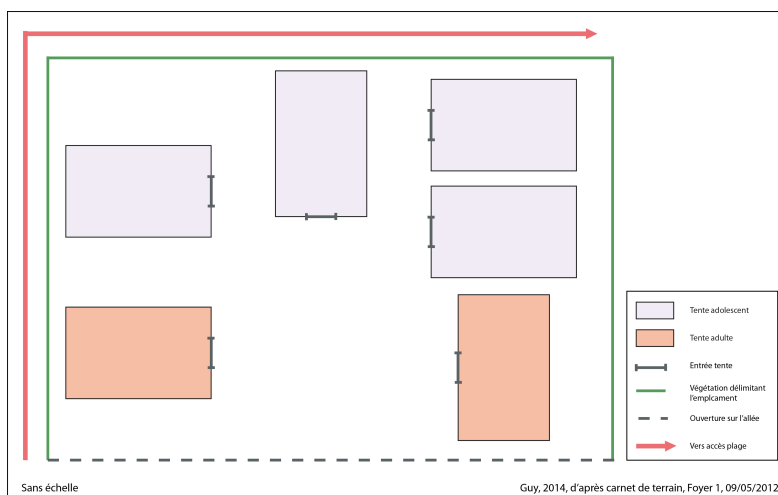 Tente adolescent
Tente adulte
Entrée tente
Végétation délimitant
l'emplcament
Ouverture sur l'allée
Vers accès plage
Sans échelle
Guy, 2014, d'après carnet de terrain, Foyer 1, 09/05/2012